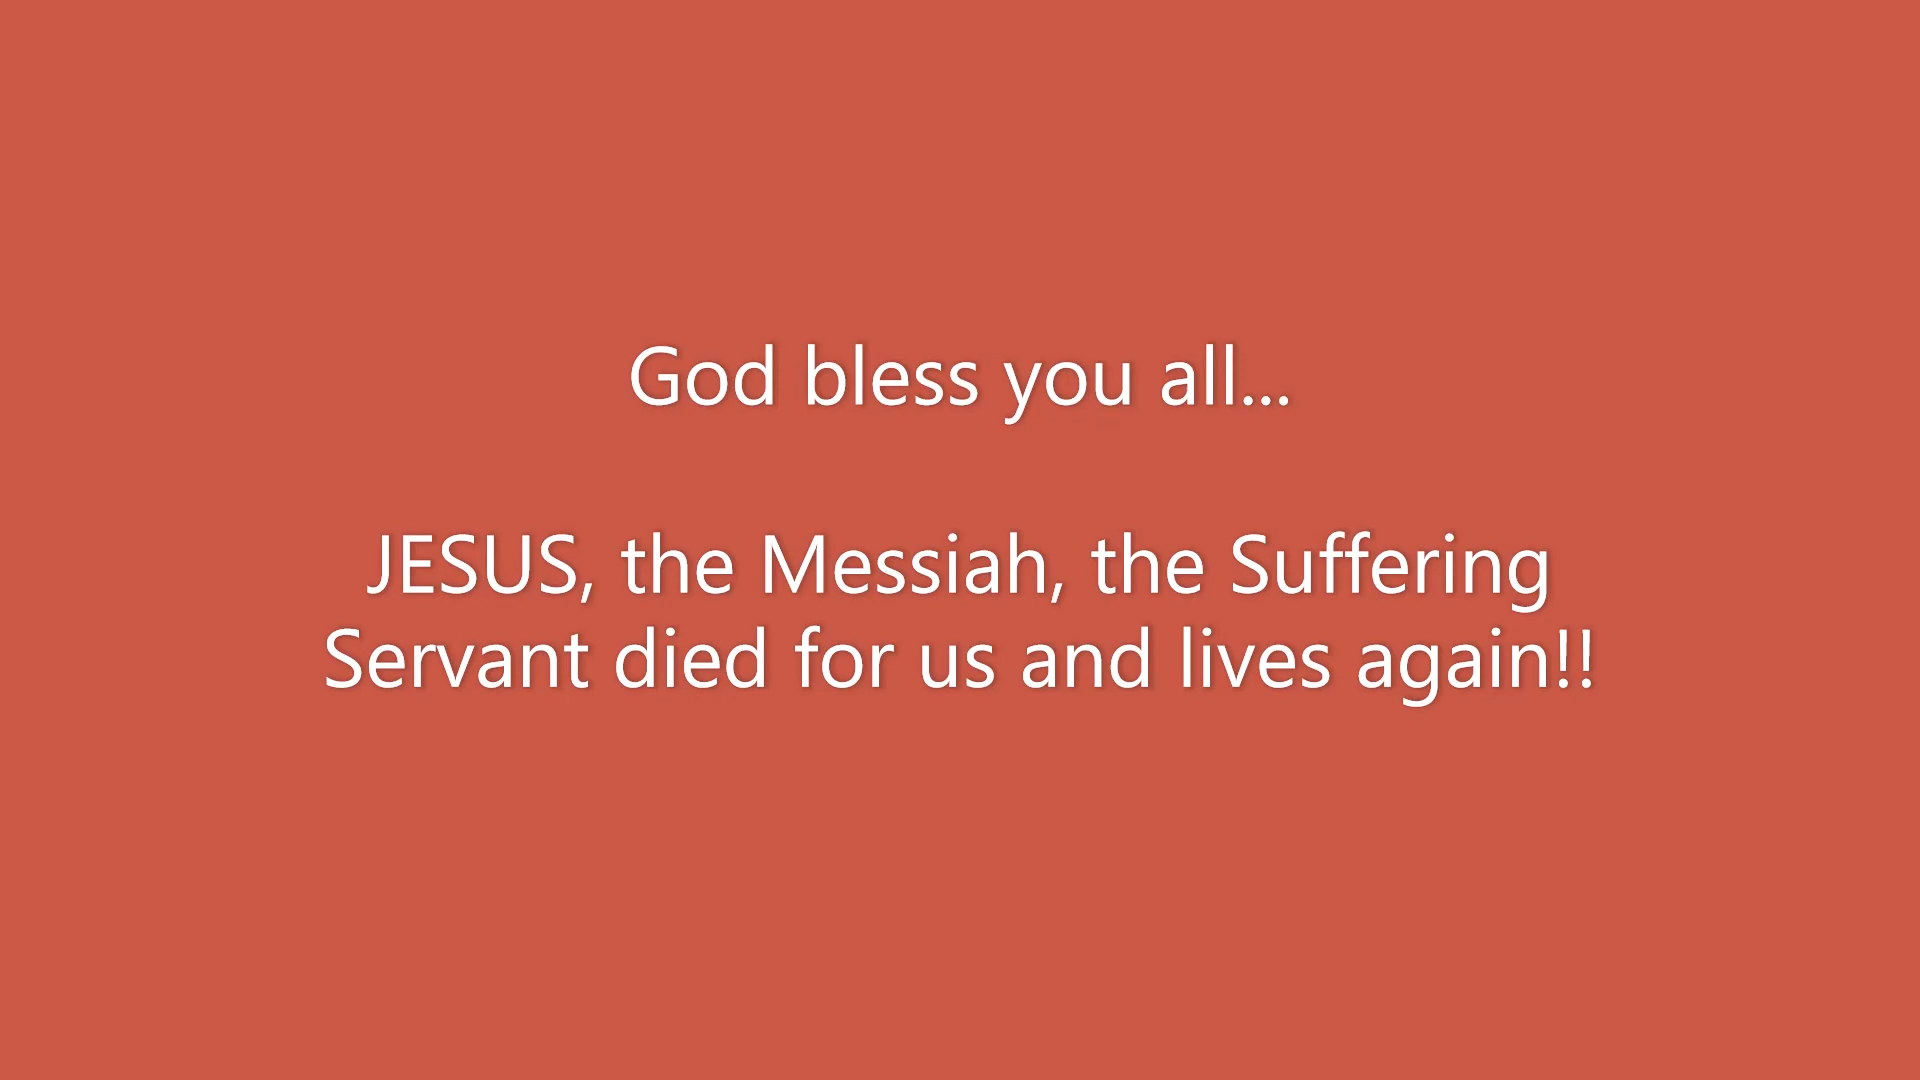 God bless you all...
JESUS, the Messiah, the Suffering
Servant died for us and lives again!!